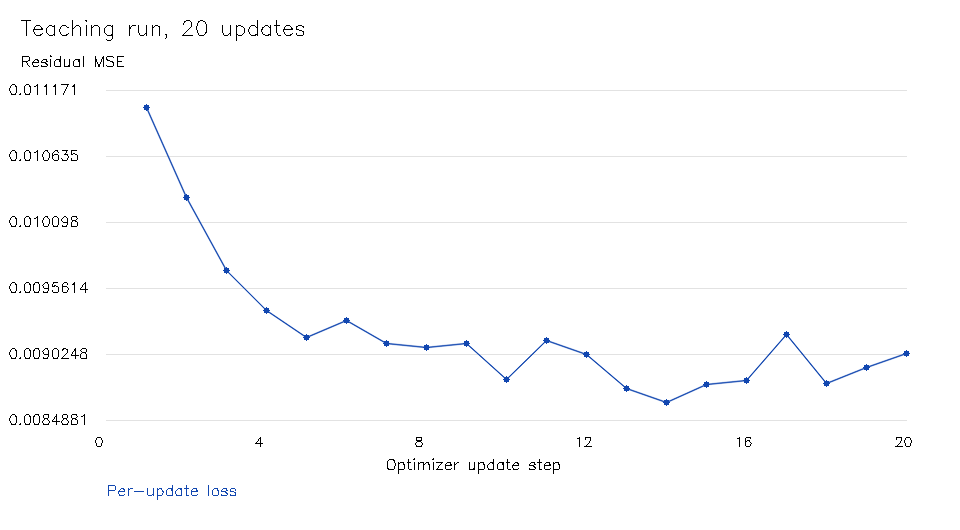 Teaching run, 20 updates
Residual MSE
0.011171
0.010635
0.010098
0.0095614
0.0090248
0.0084881
0 4 8 12 16 20
Optimizer update step
Per-update loss